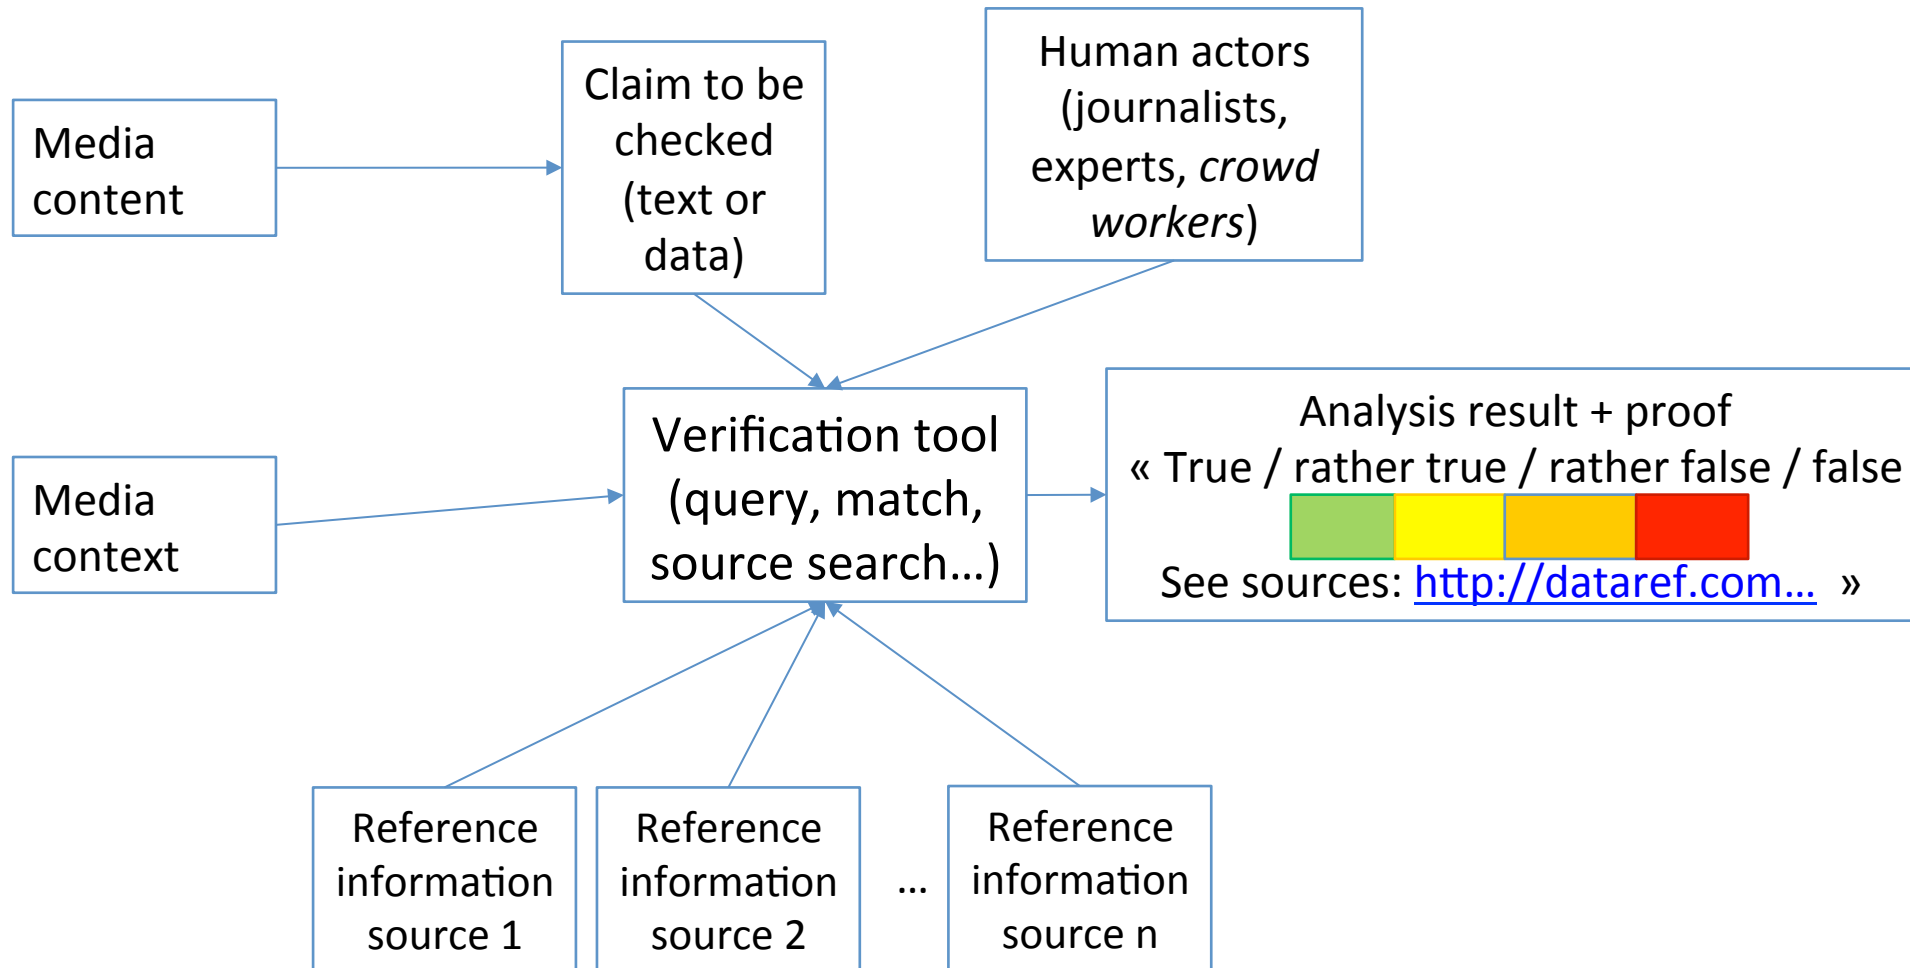 Media
content
Claim to be
checked
(text or
data)
Human actors
(journalists,
experts, crowd
workers)
Media
context
Verification tool
(query, match,
source search…)
Analysis result + proof
« True / rather true / rather false / false
See sources: http://dataref.com… »
Reference
information
source 1
Reference
information
source 2
…
Reference
information
source n